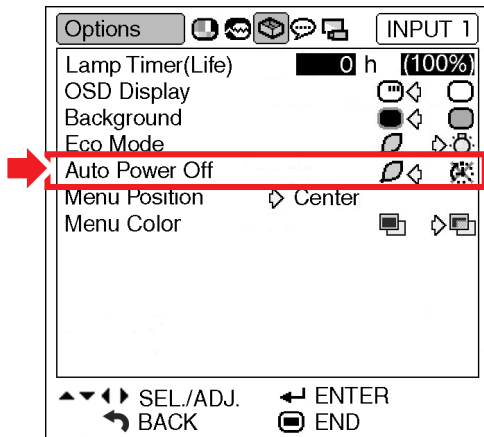 Options INPUT 1
Lamp Timer(Life) 0 h (100%)
OSD Display
Background
Eco Mode
Auto Power Off
Menu Position Center
Menu Color
SEL./ADJ. ENTER
BACK END